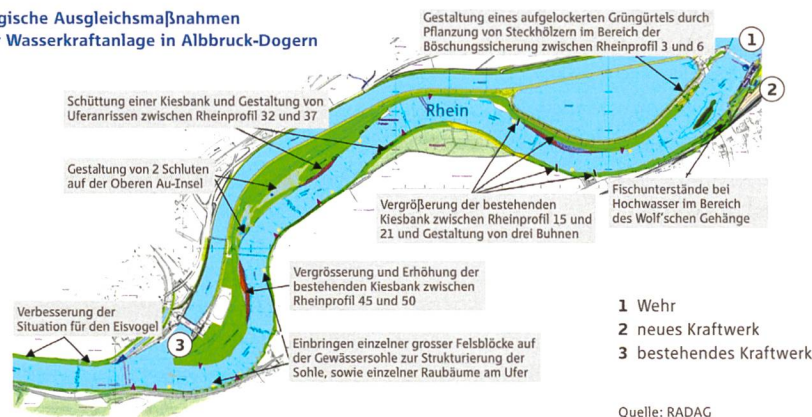 gische Ausgleichsmaßnahmen
Wasserkraftanlage in Albbruck-Dogern
Gestaltung eines aufgelockerten Grüngürtels durch
Pflanzung von Steckhölzern im Bereich der
Böschungssicherung zwischen Rheinprofil 3 und 6
1
2
Schüttung einer Kiesbank und Gestaltung von
Uferanrissen zwischen Rheinprofil 32 und 37
Rhein
Gestaltung von 2 Schluten
auf der Oberen Au-Insel
Vergrößerung der bestehenden
Kiesbank zwischen Rheinprofil 15 und
21 und Gestaltung von drei Buhnen
Fischunterstände bei
Hochwasser im Bereich
des Wolf'schen Gehänge
Vergrösserung und Erhöhung der
bestehenden Kiesbank zwischen
Rheinprofil 45 und 50
Verbesserung der
Situation für den Eisvogel
3
Einbringen einzelner grosser Felsblöcke auf
der Gewässersohle zur Strukturierung der
Sohle, sowie einzelner Raubäume am Ufer
1 Wehr
2 neues Kraftwerk
3 bestehendes Kraftwerk
Quelle: RADAG